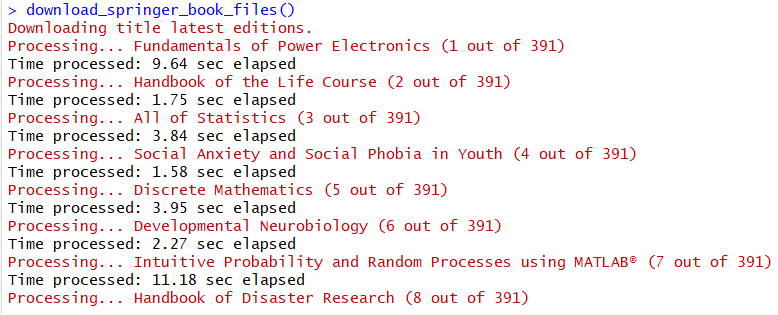 > download_springer_book_files()
Downloading title latest editions.
Processing... Fundamentals of Power Electronics (1 out of 391)
Time processed: 9.64 sec elapsed
Processing... Handbook of the Life Course (2 out of 391)
Time processed: 1.75 sec elapsed
Processing... All of Statistics (3 out of 391)
Time processed: 3.84 sec elapsed
Processing... Social Anxiety and Social Phobia in Youth (4 out of 391)
Time processed: 1.58 sec elapsed
Processing... Discrete Mathematics (5 out of 391)
Time processed: 3.95 sec elapsed
Processing... Developmental Neurobiology (6 out of 391)
Time processed: 2.27 sec elapsed
Processing... Intuitive Probability and Random Processes using MATLAB® (7 out of 391)
Time processed: 11.18 sec elapsed
Processing... Handbook of Disaster Research (8 out of 391)